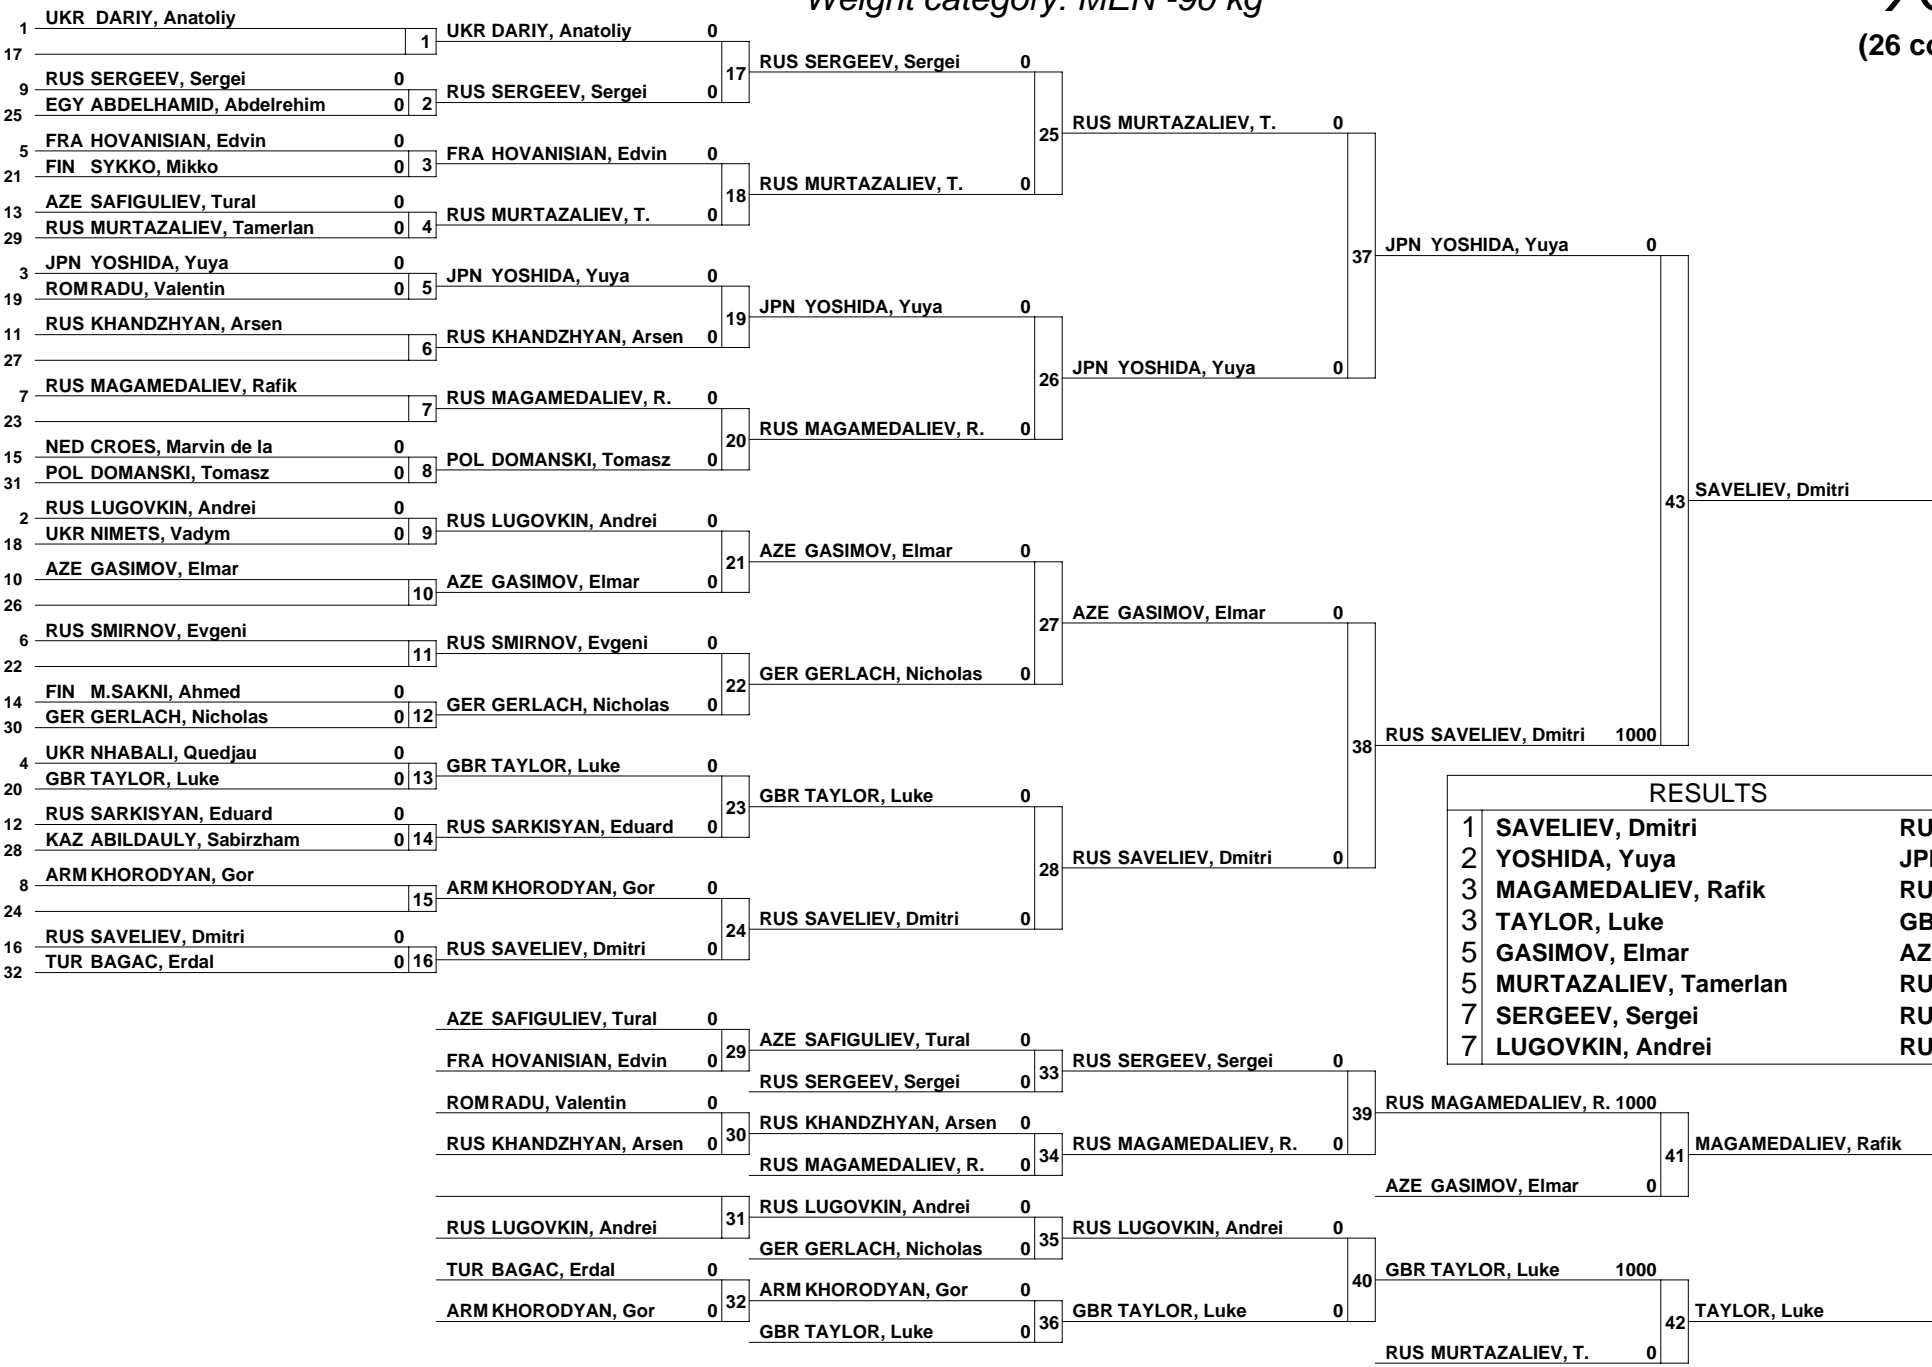 Weight category: MEN -90 kg
(26 co
1 UKR DARIY, Anatoliy
17
1
9 RUS SERGEEV, Sergei 0
25 EGY ABDELHAMID, Abdelrehim 0
2
5 FRA HOVANISIAN, Edvin 0
21 FIN SYKKO, Mikko 0
3
13 AZE SAFIGULIEV, Tural 0
29 RUS MURTAZALIEV, Tamerlan 0
4
3 JPN YOSHIDA, Yuya 0
19 ROM RADU, Valentin 0
5
11 RUS KHANDZHYAN, Arsen
27
6
7 RUS MAGAMEDALIEV, Rafik
23
7
15 NED CROES, Marvin de la 0
31 POL DOMANSKI, Tomasz 0
8
2 RUS LUGOVKIN, Andrei 0
18 UKR NIMETS, Vadym 0
9
10 AZE GASIMOV, Elmar
26
10
6 RUS SMIRNOV, Evgeni
22
11
14 FIN M.SAKNI, Ahmed 0
30 GER GERLACH, Nicholas 0
12
4 UKR NHABALI, Quedjau 0
20 GBR TAYLOR, Luke 0
13
12 RUS SARKISYAN, Eduard 0
28 KAZ ABILDAULY, Sabirzham 0
14
8 ARM KHORODYAN, Gor
24
15
16 RUS SAVELIEV, Dmitri 0
32 TUR BAGAC, Erdal 0
16
UKR DARIY, Anatoliy 0
RUS SERGEEV, Sergei 0
17
FRA HOVANISIAN, Edvin 0
RUS MURTAZALIEV, T. 0
18
JPN YOSHIDA, Yuya 0
RUS KHANDZHYAN, Arsen 0
19
RUS MAGAMEDALIEV, R. 0
POL DOMANSKI, Tomasz 0
20
RUS LUGOVKIN, Andrei 0
AZE GASIMOV, Elmar 0
21
RUS SMIRNOV, Evgeni 0
GER GERLACH, Nicholas 0
22
GBR TAYLOR, Luke 0
RUS SARKISYAN, Eduard 0
23
ARM KHORODYAN, Gor 0
RUS SAVELIEV, Dmitri 0
24
RUS SERGEEV, Sergei 0
RUS MURTAZALIEV, T. 0
25
JPN YOSHIDA, Yuya 0
RUS MAGAMEDALIEV, R. 0
26
AZE GASIMOV, Elmar 0
GER GERLACH, Nicholas 0
27
GBR TAYLOR, Luke 0
RUS SAVELIEV, Dmitri 0
28
RUS MURTAZALIEV, T. 0
JPN YOSHIDA, Yuya 0
37
AZE GASIMOV, Elmar 0
RUS SAVELIEV, Dmitri 0
38
JPN YOSHIDA, Yuya 0
RUS SAVELIEV, Dmitri 1000
43
SAVELIEV, Dmitri
RESULTS
1 SAVELIEV, Dmitri RU
2 YOSHIDA, Yuya JP
3 MAGAMEDALIEV, Rafik RU
3 TAYLOR, Luke GB
5 GASIMOV, Elmar AZ
5 MURTAZALIEV, Tamerlan RU
7 SERGEEV, Sergei RU
7 LUGOVKIN, Andrei RU
AZE SAFIGULIEV, Tural 0
FRA HOVANISIAN, Edvin 0
29
ROM RADU, Valentin 0
RUS KHANDZHYAN, Arsen 0
30
RUS LUGOVKIN, Andrei
31
TUR BAGAC, Erdal 0
ARM KHORODYAN, Gor 0
32
AZE SAFIGULIEV, Tural 0
RUS SERGEEV, Sergei 0
33
RUS KHANDZHYAN, Arsen 0
RUS MAGAMEDALIEV, R. 0
34
RUS LUGOVKIN, Andrei 0
GER GERLACH, Nicholas 0
35
ARM KHORODYAN, Gor 0
GBR TAYLOR, Luke 0
36
RUS SERGEEV, Sergei 0
RUS MAGAMEDALIEV, R. 0
39
RUS LUGOVKIN, Andrei 0
GBR TAYLOR, Luke 0
40
RUS MAGAMEDALIEV, R. 1000
AZE GASIMOV, Elmar 0
41
GBR TAYLOR, Luke 1000
RUS MURTAZALIEV, T. 0
42
MAGAMEDALIEV, Rafik
TAYLOR, Luke